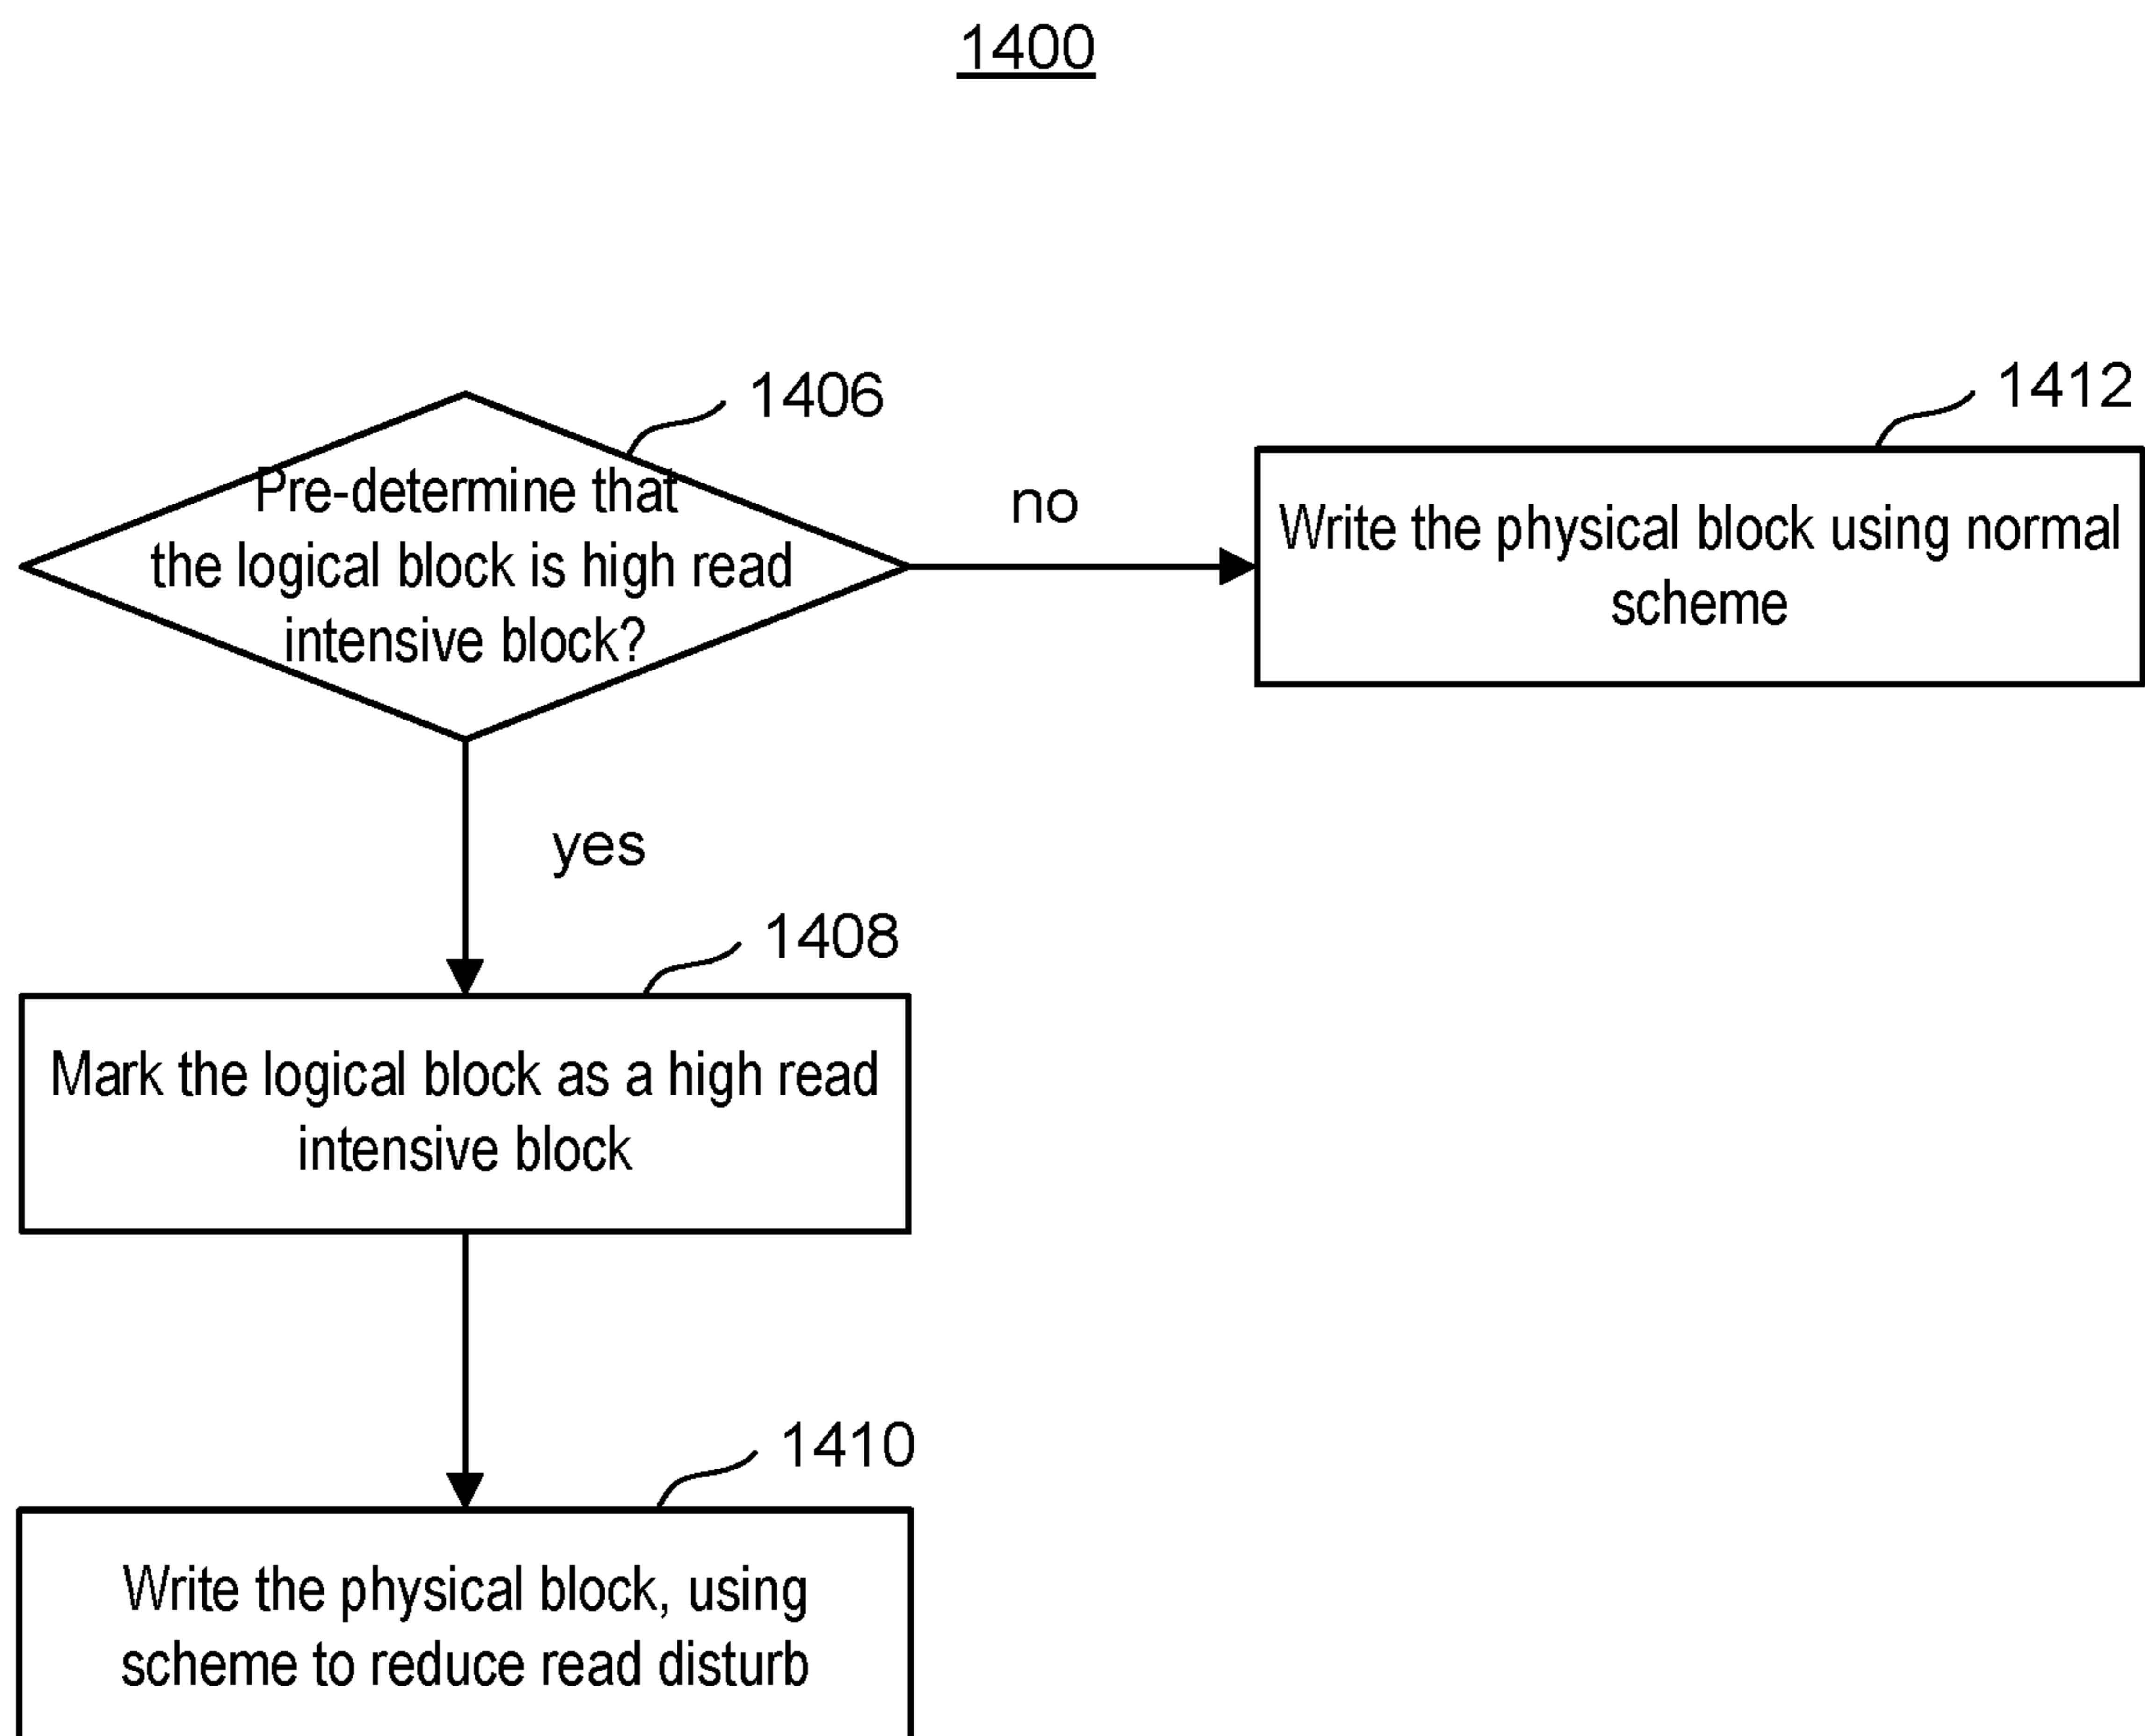 1400
1406
Pre-determine that
the logical block is high read
intensive block?
no
1412
Write the physical block using normal
scheme
yes
1408
Mark the logical block as a high read
intensive block
1410
Write the physical block, using
scheme to reduce read disturb